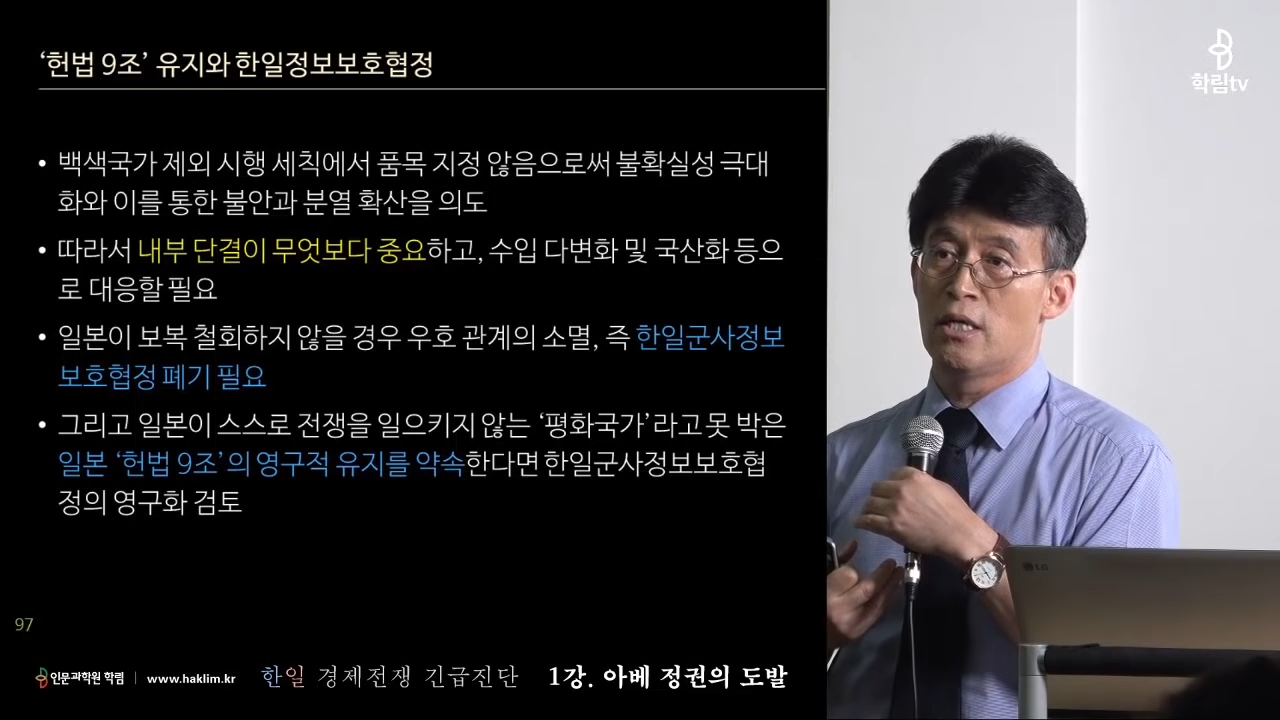 '헌법 9조' 유지와 한일정보보호협정
• 백색국가 제외 시행 세칙에서 품목 지정 않음으로써 불확실성 극대
화와 이를 통한 불안과 분열 확산을 의도
• 따라서 내부 단결이 무엇보다 중요하고, 수입 다변화 및 국산화 등으
로 대응할 필요
• 일본이 보복 철회하지 않을 경우 우호 관계의 소멸, 즉 한일군사정보
보호협정 폐기 필요
• 그리고 일본이 스스로 전쟁을 일으키지 않는 '평화국가'라고 못 박은
일본 '헌법 9조'의 영구적 유지를 약속한다면 한일군사정보보호협
정의 영구화 검토
97
인문과학원 학림 | www.haklim.kr
한일 경제전쟁 긴급진단 1강. 아베 정권의 도발
학림tv
LG